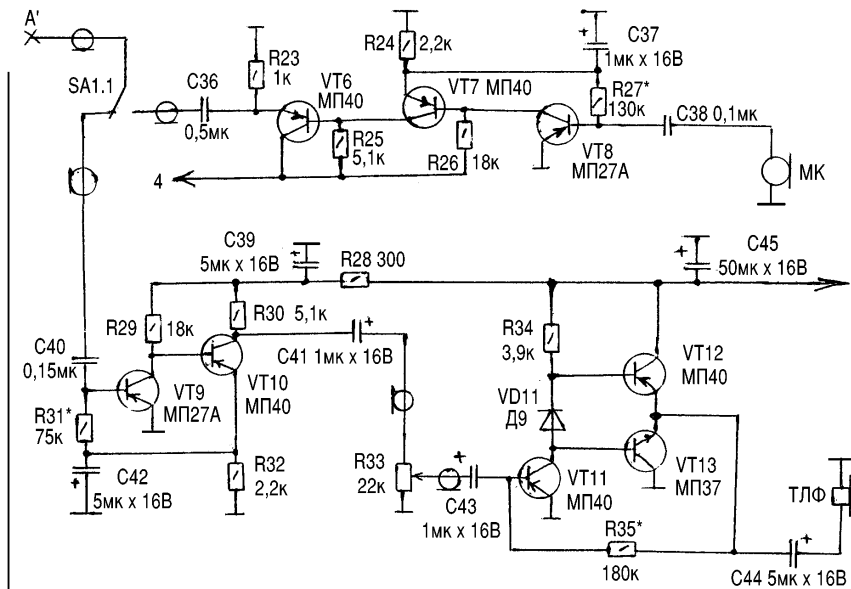 А'
SA1.1
C36
0,5мк
R23
1к
VT6
МП40
R25
5,1к
4
R24
2,2к
VT7 МП40
R26
18к
C37
1мк х 16В
R27*
130к
C38 0,1мк
VT8
МП27А
МК
C39
5мк х 16В
R28 300
C45
50мк х 16В
R29
18к
R30 5,1к
C41 1мк х 16В
R34
3,9к
C40
0,15мк
VT9
МП27А
VT10
МП40
VD11
Д9
VT12
МП40
R31*
75к
C42
5мк х 16В
R32
2,2к
R33
22к
C43
1мк х 16В
VT11
МП40
VT13
МП37
ТЛФ
R35*
180к
C44 5мк х 16В